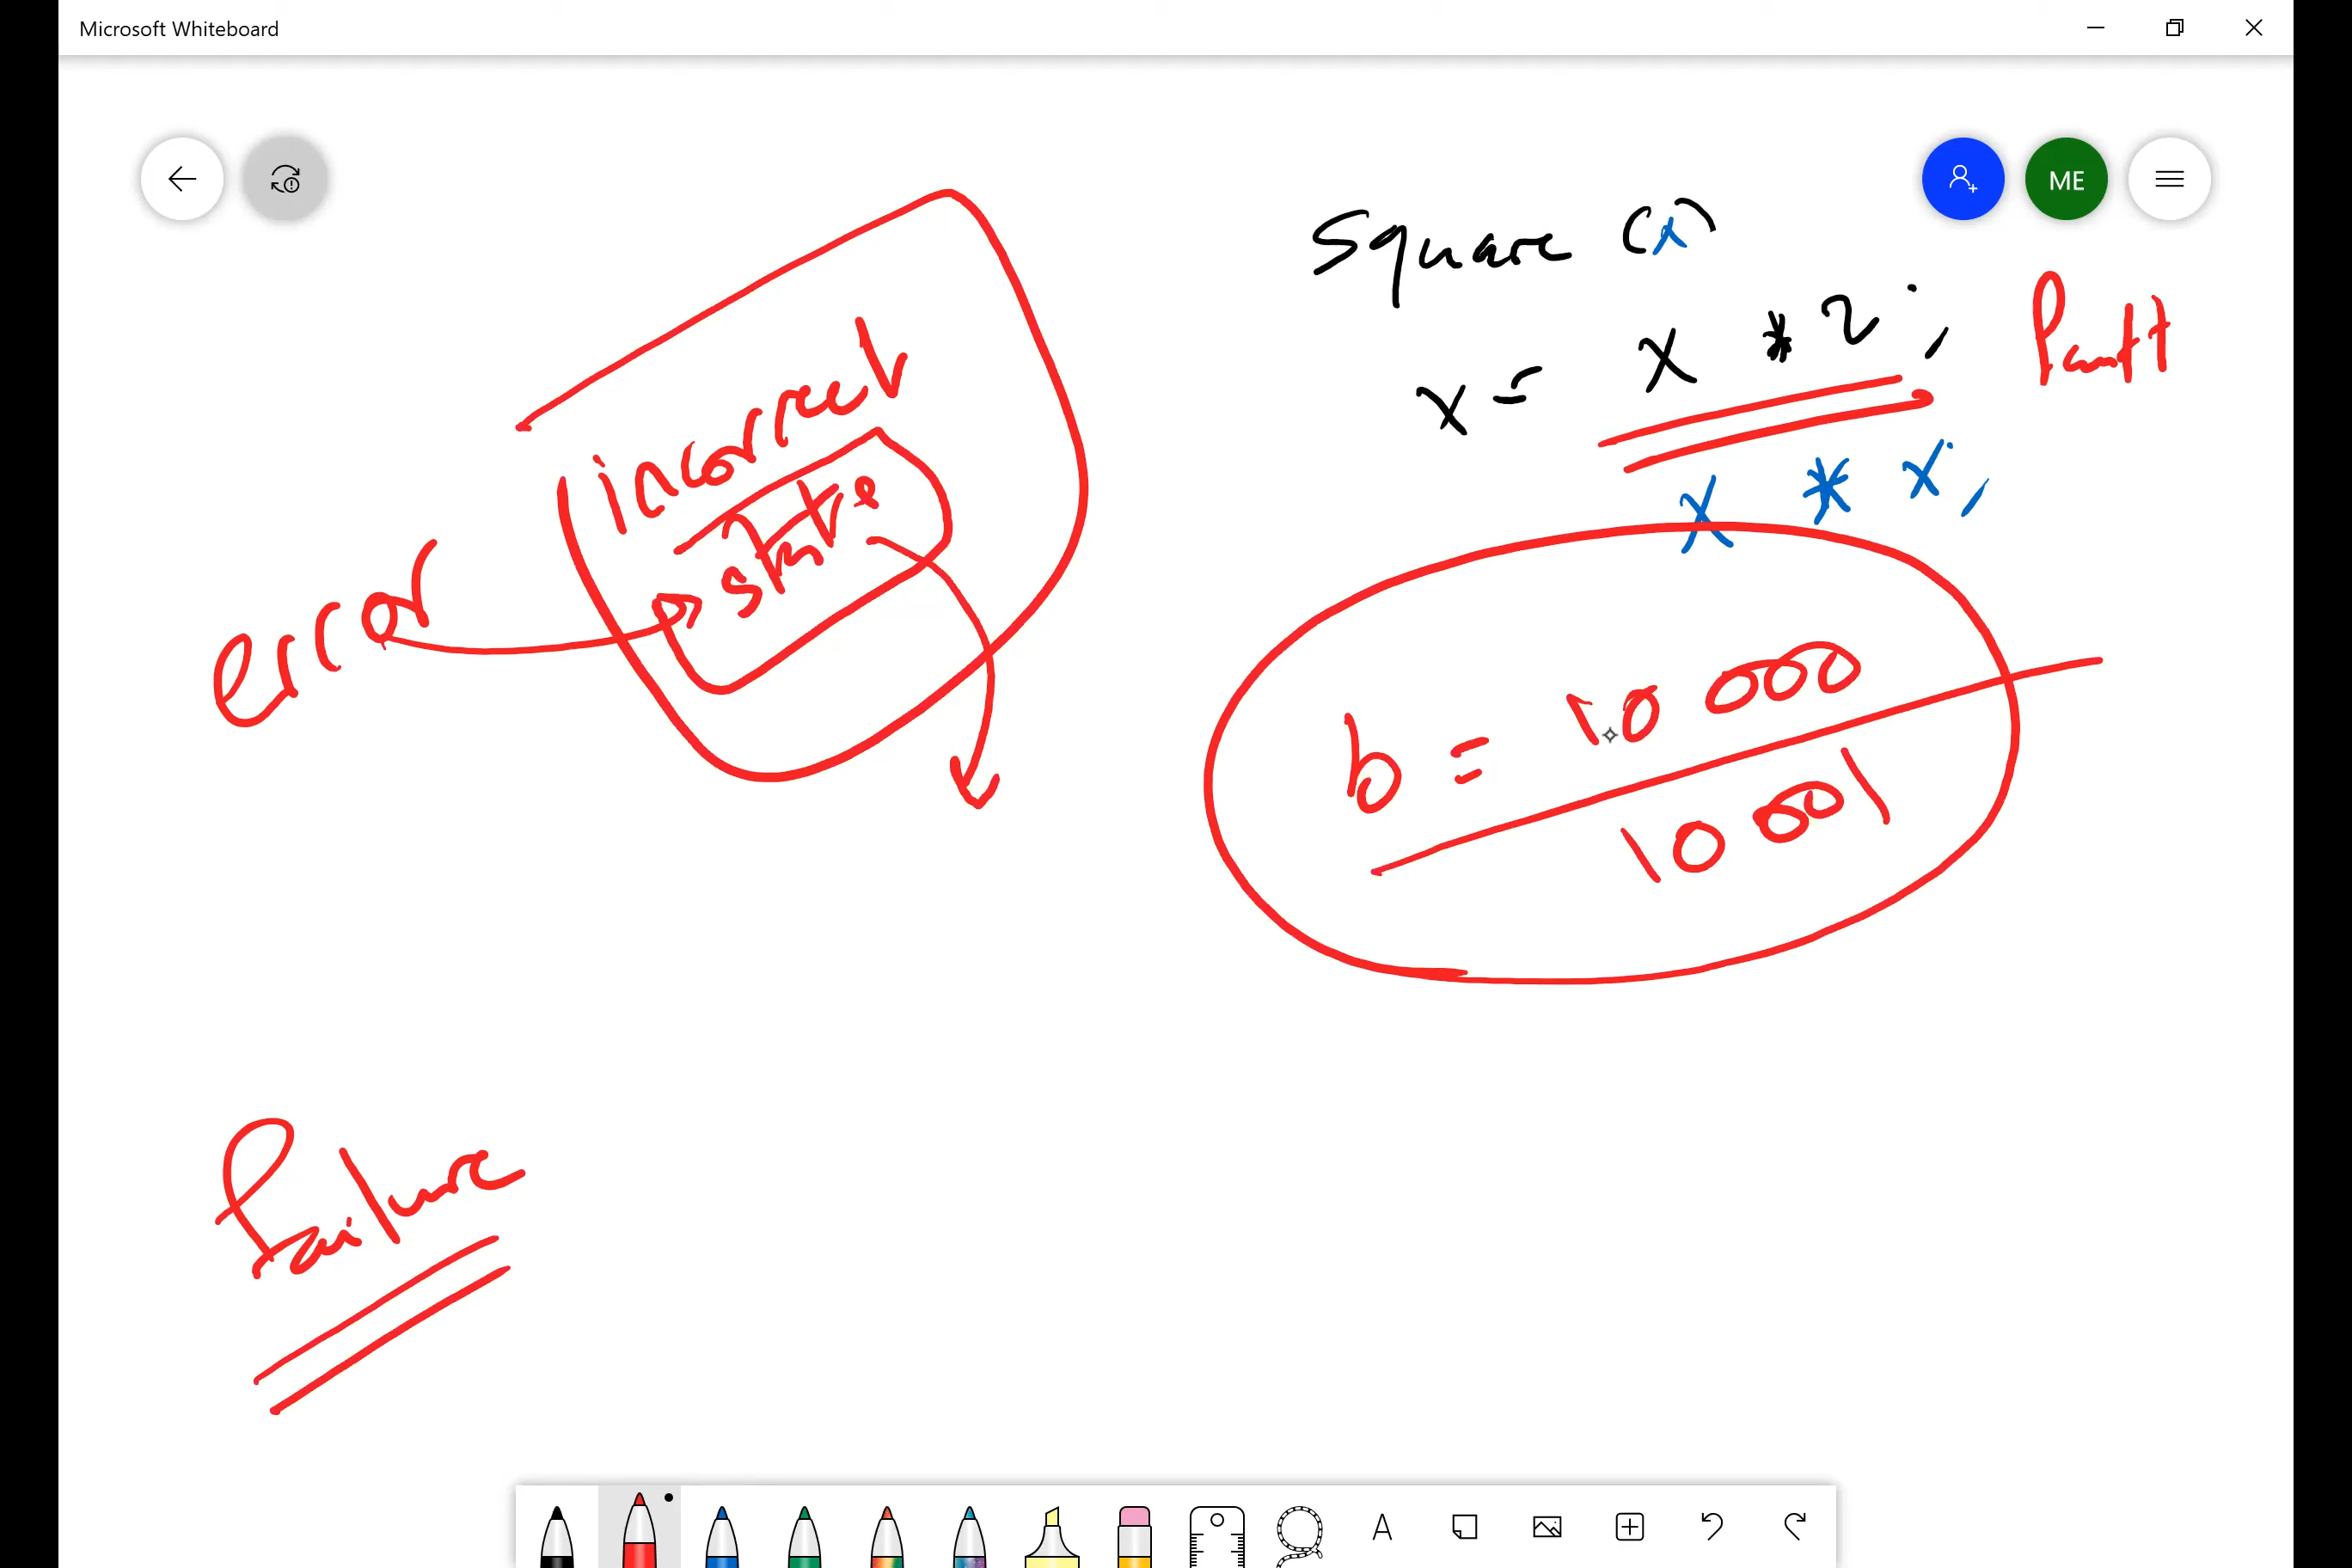 Microsoft Whiteboard
ME
Square (x)
x = x * 2;
Fault
x * x;
incorrect
state
error
b = 10 000
10 001
Failure
A